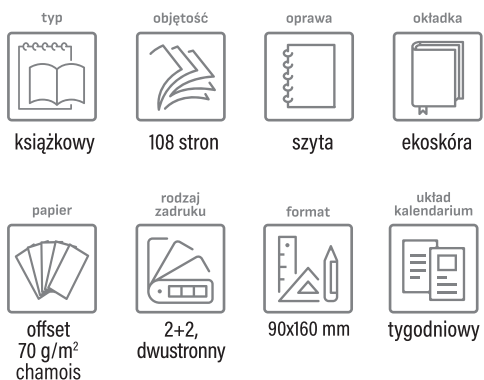 typ
objętość
oprawa
okładka
książkowy
108 stron
szyta
ekoskóra
papier
rodzaj
zadruku
format
układ
kalendarium
offset
70 g/m²
chamois
2+2,
dwustronny
90x160 mm
tygodniowy